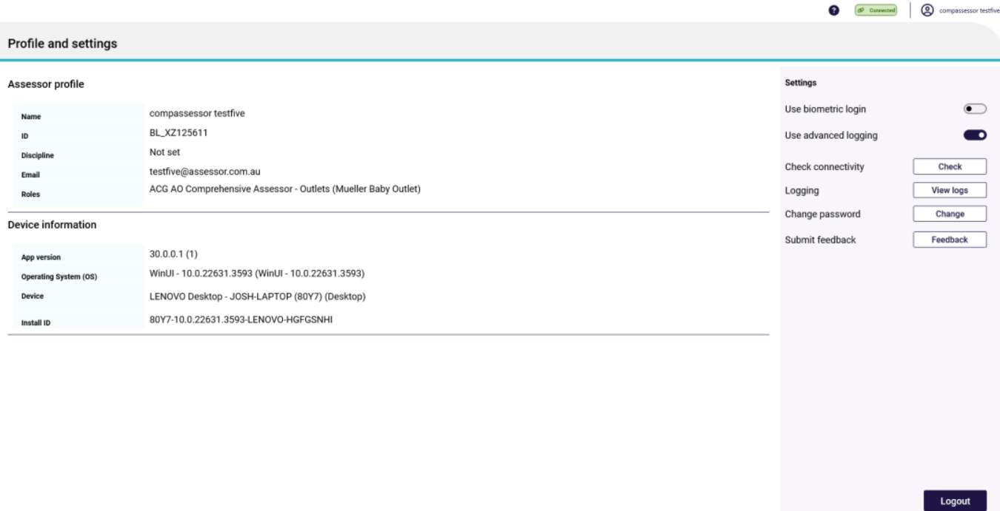 Connected
compassessor testfive
Profile and settings
Assessor profile
Name compassessor testfive
ID BL_XZ125611
Discipline Not set
Email testfive@assessor.com.au
Roles ACG AO Comprehensive Assessor - Outlets (Mueller Baby Outlet)
Device information
App version 30.0.0.1 (1)
Operating System (OS) WinUI - 10.0.22631.3593 (WinUI - 10.0.22631.3593)
Device LENOVO Desktop - JOSH-LAPTOP (80Y7) (Desktop)
Install ID 80Y7-10.0.22631.3593-LENOVO-HGFGSNHI
Settings
Use biometric login
Use advanced logging
Check connectivity Check
Logging View logs
Change password Change
Submit feedback Feedback
Logout